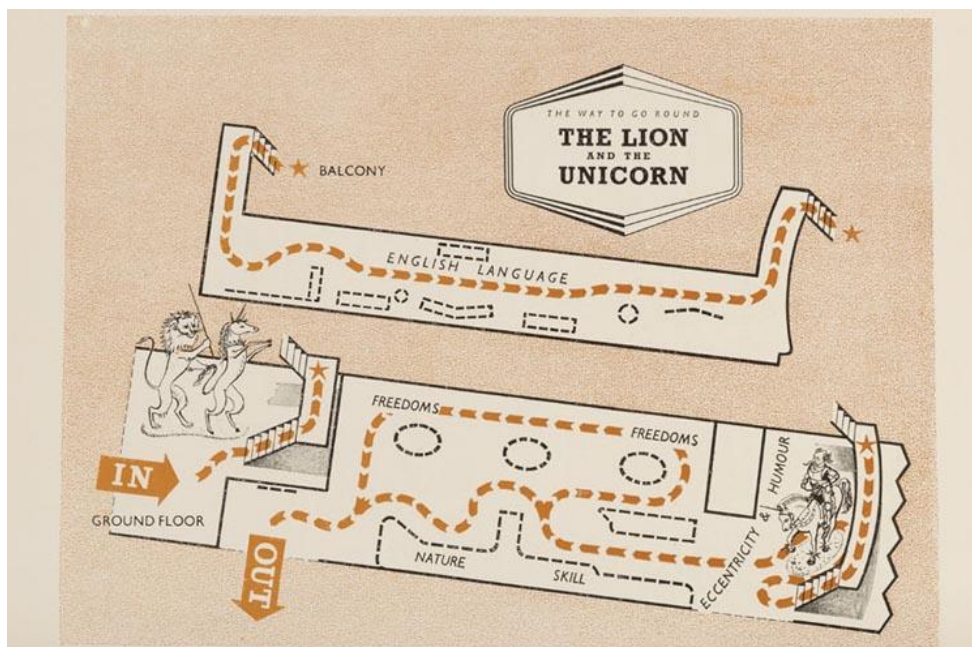 THE WAY TO GO ROUND
THE LION
AND THE
UNICORN
BALCONY
ENGLISH LANGUAGE
FREEDOMS
FREEDOMS
IN
GROUND FLOOR
OUT
NATURE
SKILL
ECCENTRICITY & HUMOUR